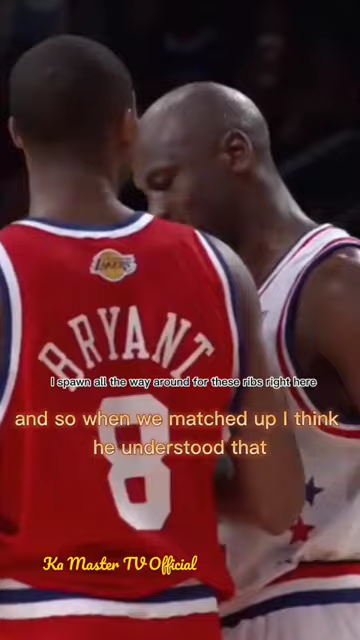 LAKERS
BRYANT
I spawn all the way around for these ribs right here
and so when we matched up I think
he understood that
8
Ka Master TV Official